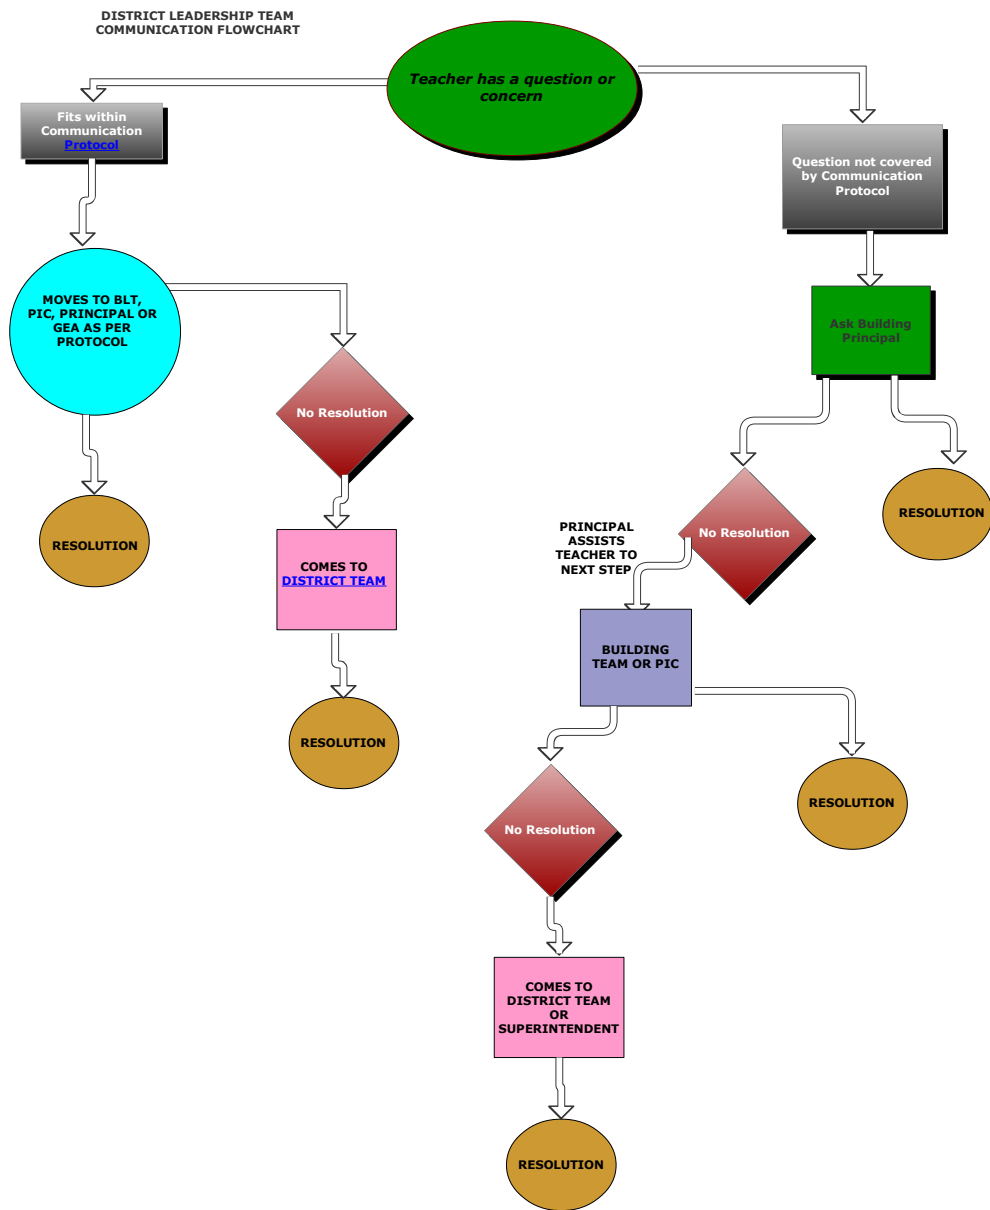 DISTRICT LEADERSHIP TEAM
COMMUNICATION FLOWCHART
Teacher has a question or
concern
Fits within
Communication
Protocol
Question not covered
by Communication
Protocol
MOVES TO BLT,
PIC, PRINCIPAL OR
GEA AS PER
PROTOCOL
Ask Building
Principal
No Resolution
RESOLUTION
RESOLUTION
No Resolution
PRINCIPAL
ASSISTS
TEACHER TO
NEXT STEP
COMES TO
DISTRICT TEAM
BUILDING
TEAM OR PIC
RESOLUTION
RESOLUTION
No Resolution
COMES TO
DISTRICT TEAM
OR
SUPERINTENDENT
RESOLUTION